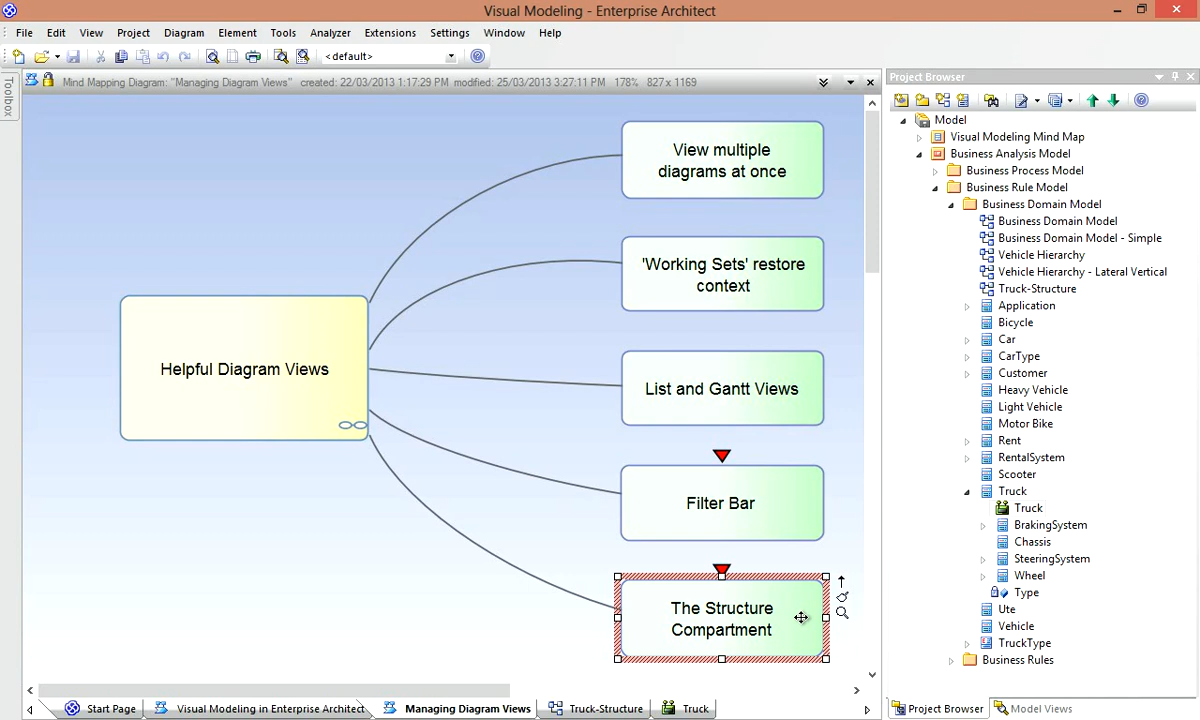 Visual Modeling - Enterprise Architect
File Edit View Project Diagram Element Tools Analyzer Extensions Settings Window Help
<default>
Toolbox
Mind Mapping Diagram: "Managing Diagram Views" created: 22/03/2013 1:17:29 PM modified: 25/03/2013 3:27:11 PM 178% 827 x 1169
View multiple
diagrams at once
'Working Sets' restore
context
Helpful Diagram Views
List and Gantt Views
Filter Bar
The Structure
Compartment
Start Page
Visual Modeling in Enterprise Architect
Managing Diagram Views
Truck-Structure
Truck
Project Browser
Model
Visual Modeling Mind Map
Business Analysis Model
Business Process Model
Business Rule Model
Business Domain Model
Business Domain Model
Business Domain Model - Simple
Vehicle Hierarchy
Vehicle Hierarchy - Lateral Vertical
Truck-Structure
Application
Bicycle
Car
CarType
Customer
Heavy Vehicle
Light Vehicle
Motor Bike
Rent
RentalSystem
Scooter
Truck
Truck
BrakingSystem
Chassis
SteeringSystem
Wheel
Type
Ute
Vehicle
TruckType
Business Rules
Project Browser
Model Views